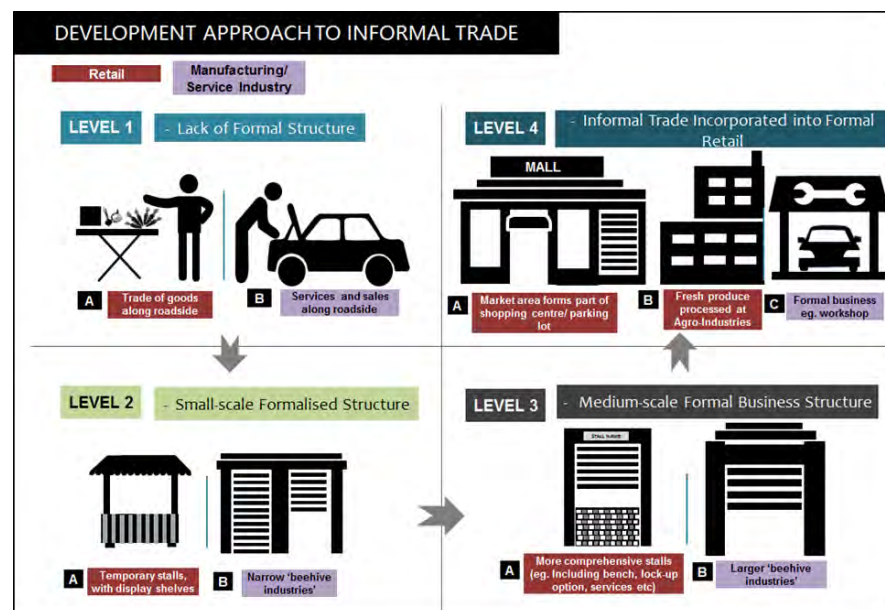 DEVELOPMENT APPROACH TO INFORMAL TRADE
Retail
Manufacturing/
Service Industry
LEVEL 1
- Lack of Formal Structure
A
Trade of goods
along roadside
B
Services and sales
along roadside
LEVEL 2
- Small-scale Formalised Structure
A
Temporary stalls,
with display shelves
B
Narrow ‘beehive
industries’
LEVEL 3
- Medium-scale Formal Business Structure
A
More comprehensive stalls
(eg. Including bench, lock-up
option, services etc)
B
Larger ‘beehive
industries’
LEVEL 4
- Informal Trade Incorporated into Formal
Retail
MALL
A
Market area forms part of
shopping centre/ parking
lot
B
Fresh produce
processed at
Agro-Industries
C
Formal business
eg. workshop